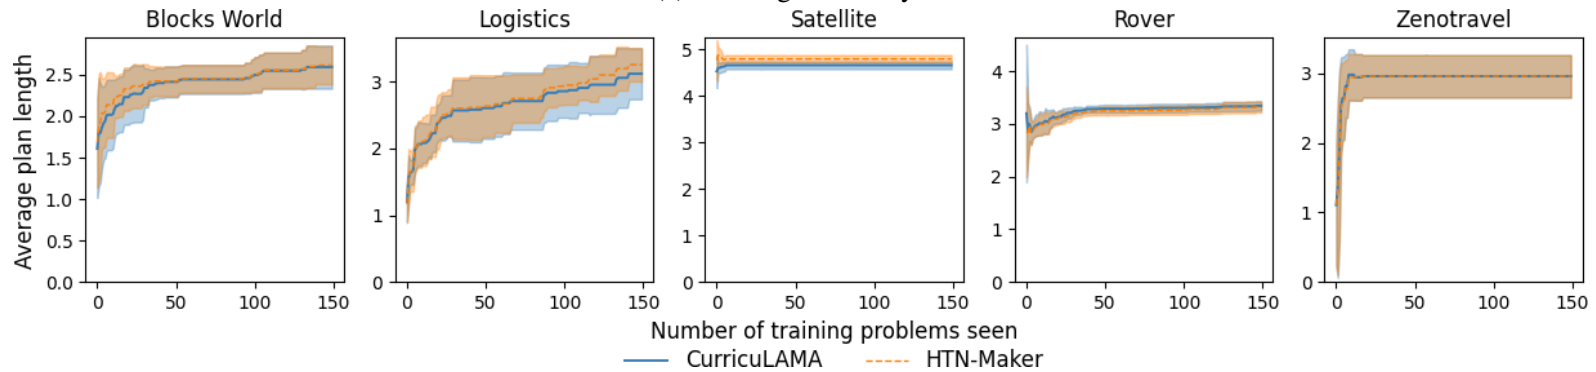 Blocks World Logistics Satellite Rover Zenotravel
Average plan length
2.5
2.0
1.5
1.0
0.5
0.0
0 50 100 150
3
2
1
0
0 50 100 150
5
4
3
2
1
0
0 50 100 150
4
3
2
1
0
0 50 100 150
3
2
1
0
0 50 100 150
Number of training problems seen
CurricuLAMA HTN-Maker